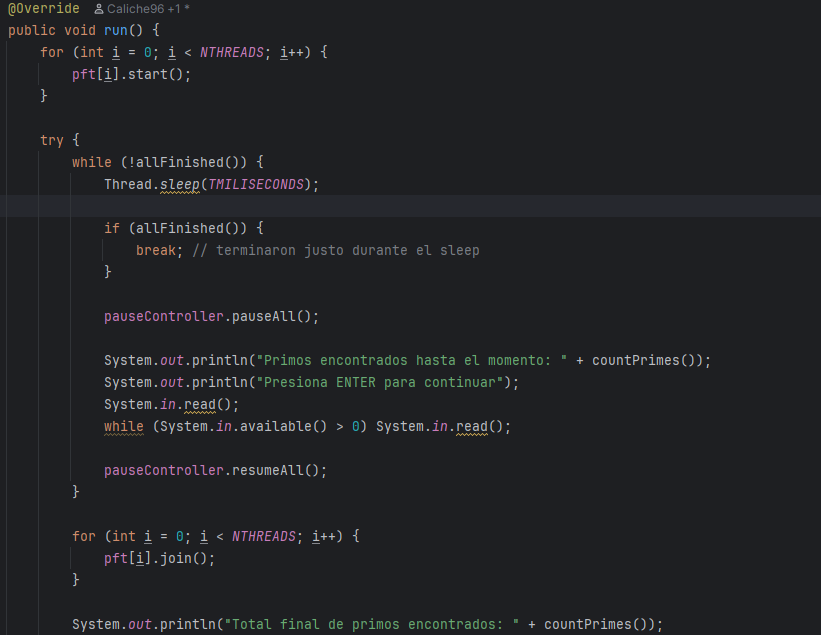 @Override Caliche96 +1 *
public void run() {
for (int i = 0; i < NTHREADS; i++) {
pft[i].start();
}
try {
while (!allFinished()) {
Thread.sleep(TMILISECONDS);
if (allFinished()) {
break; // terminaron justo durante el sleep
}
pauseController.pauseAll();
System.out.println("Primos encontrados hasta el momento: " + countPrimes());
System.out.println("Presiona ENTER para continuar");
System.in.read();
while (System.in.available() > 0) System.in.read();
pauseController.resumeAll();
}
for (int i = 0; i < NTHREADS; i++) {
pft[i].join();
}
System.out.println("Total final de primos encontrados: " + countPrimes());